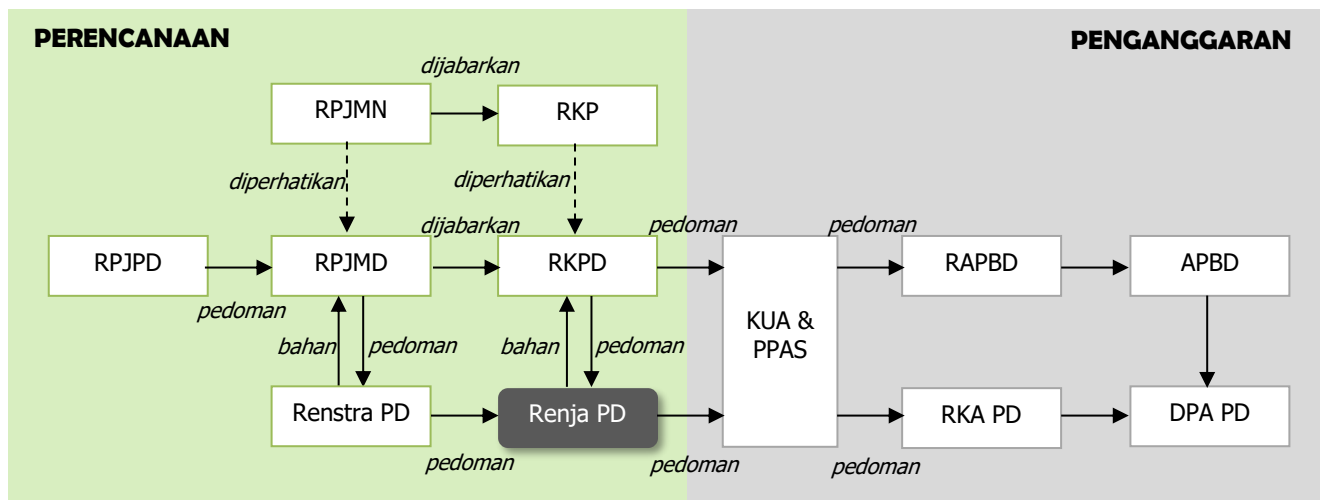 PERENCANAAN
PENGANGGARAN
dijabarkan
RPJMN
RKP
diperhatikan
diperhatikan
dijabarkan
pedoman
pedoman
RPJPD
RPJMD
RKPD
RAPBD
APBD
pedoman
KUA &
PPAS
bahan
pedoman
bahan
pedoman
Renstra PD
Renja PD
RKA PD
DPA PD
pedoman
pedoman
pedoman